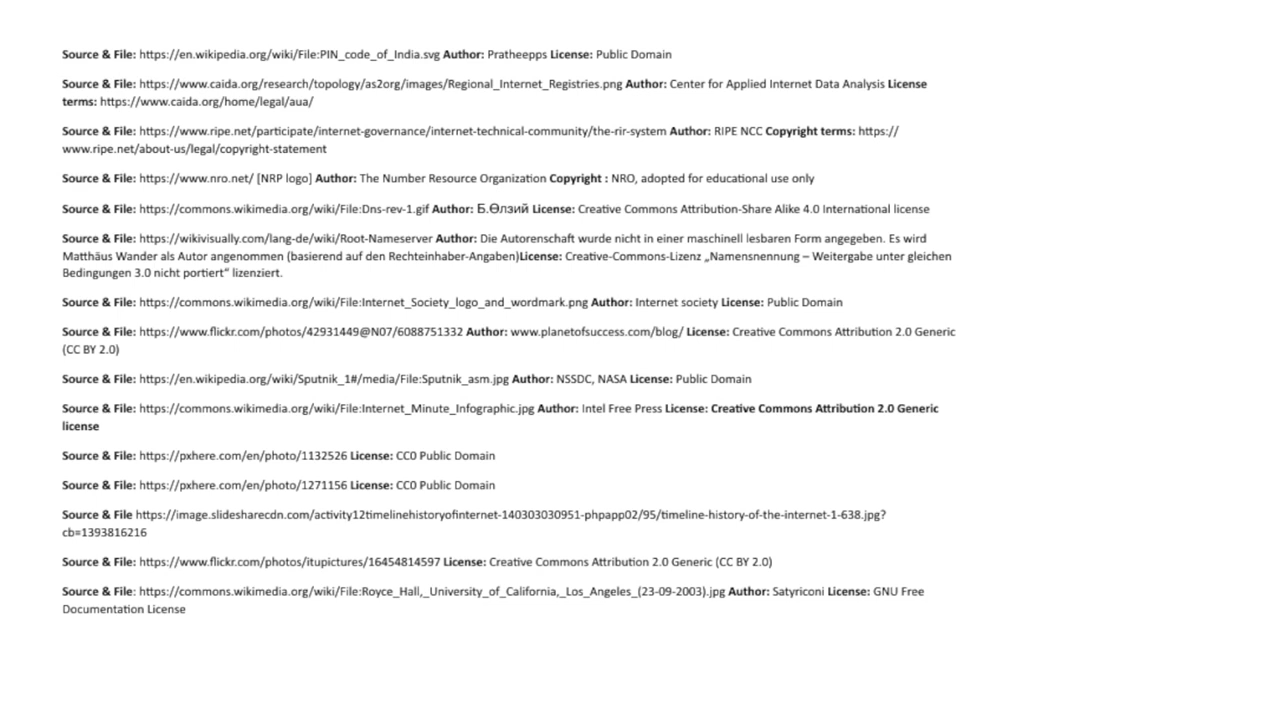 Source & File: https://en.wikipedia.org/wiki/File:PIN_code_of_India.svg Author: Pratheepps License: Public Domain
Source & File: https://www.caida.org/research/topology/as2org/images/Regional_Internet_Registries.png Author: Center for Applied Internet Data Analysis License
terms: https://www.caida.org/home/legal/aua/
Source & File: https://www.ripe.net/participate/internet-governance/internet-technical-community/the-rir-system Author: RIPE NCC Copyright terms: https://
www.ripe.net/about-us/legal/copyright-statement
Source & File: https://www.nro.net/ [NRP logo] Author: The Number Resource Organization Copyright : NRO, adopted for educational use only
Source & File: https://commons.wikimedia.org/wiki/File:Dns-rev-1.gif Author: Б.Өлзий License: Creative Commons Attribution-Share Alike 4.0 International license
Source & File: https://wikivisually.com/lang-de/wiki/Root-Nameserver Author: Die Autorenschaft wurde nicht in einer maschinell lesbaren Form angegeben. Es wird
Matthäus Wander als Autor angenommen (basierend auf den Rechteinhaber-Angaben)License: Creative-Commons-Lizenz „Namensnennung – Weitergabe unter gleichen
Bedingungen 3.0 nicht portiert“ lizenziert.
Source & File: https://commons.wikimedia.org/wiki/File:Internet_Society_logo_and_wordmark.png Author: Internet society License: Public Domain
Source & File: https://www.flickr.com/photos/42931449@N07/6088751332 Author: www.planetofsuccess.com/blog/ License: Creative Commons Attribution 2.0 Generic
(CC BY 2.0)
Source & File: https://en.wikipedia.org/wiki/Sputnik_1#/media/File:Sputnik_asm.jpg Author: NSSDC, NASA License: Public Domain
Source & File: https://commons.wikimedia.org/wiki/File:Internet_Minute_Infographic.jpg Author: Intel Free Press License: Creative Commons Attribution 2.0 Generic
license
Source & File: https://pxhere.com/en/photo/1132526 License: CC0 Public Domain
Source & File: https://pxhere.com/en/photo/1271156 License: CC0 Public Domain
Source & File https://image.slidesharecdn.com/activity12timelinehistoryofinternet-140303030951-phpapp02/95/timeline-history-of-the-internet-1-638.jpg?
cb=1393816216
Source & File: https://www.flickr.com/photos/itupictures/16454814597 License: Creative Commons Attribution 2.0 Generic (CC BY 2.0)
Source & File: https://commons.wikimedia.org/wiki/File:Royce_Hall,_University_of_California,_Los_Angeles_(23-09-2003).jpg Author: Satyriconi License: GNU Free
Documentation License